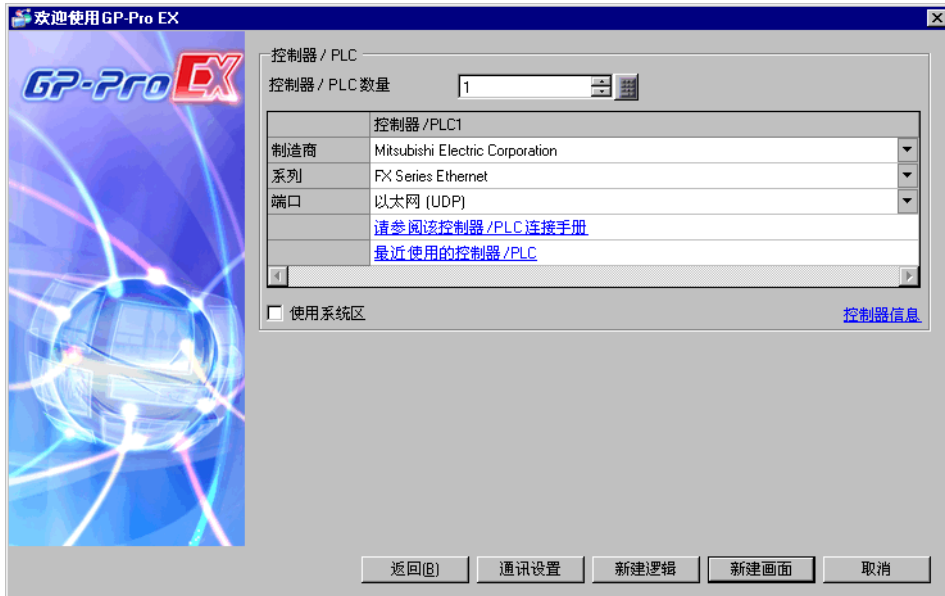 欢迎使用GP-Pro EX
GP-Pro EX
控制器 / PLC
控制器 / PLC 数量 1
控制器 /PLC1
制造商 Mitsubishi Electric Corporation
系列 FX Series Ethernet
端口 以太网 (UDP)
请参阅该控制器 /PLC 连接手册
最近使用的控制器 /PLC
使用系统区 控制器信息
返回(B) 通讯设置 新建逻辑 新建画面 取消